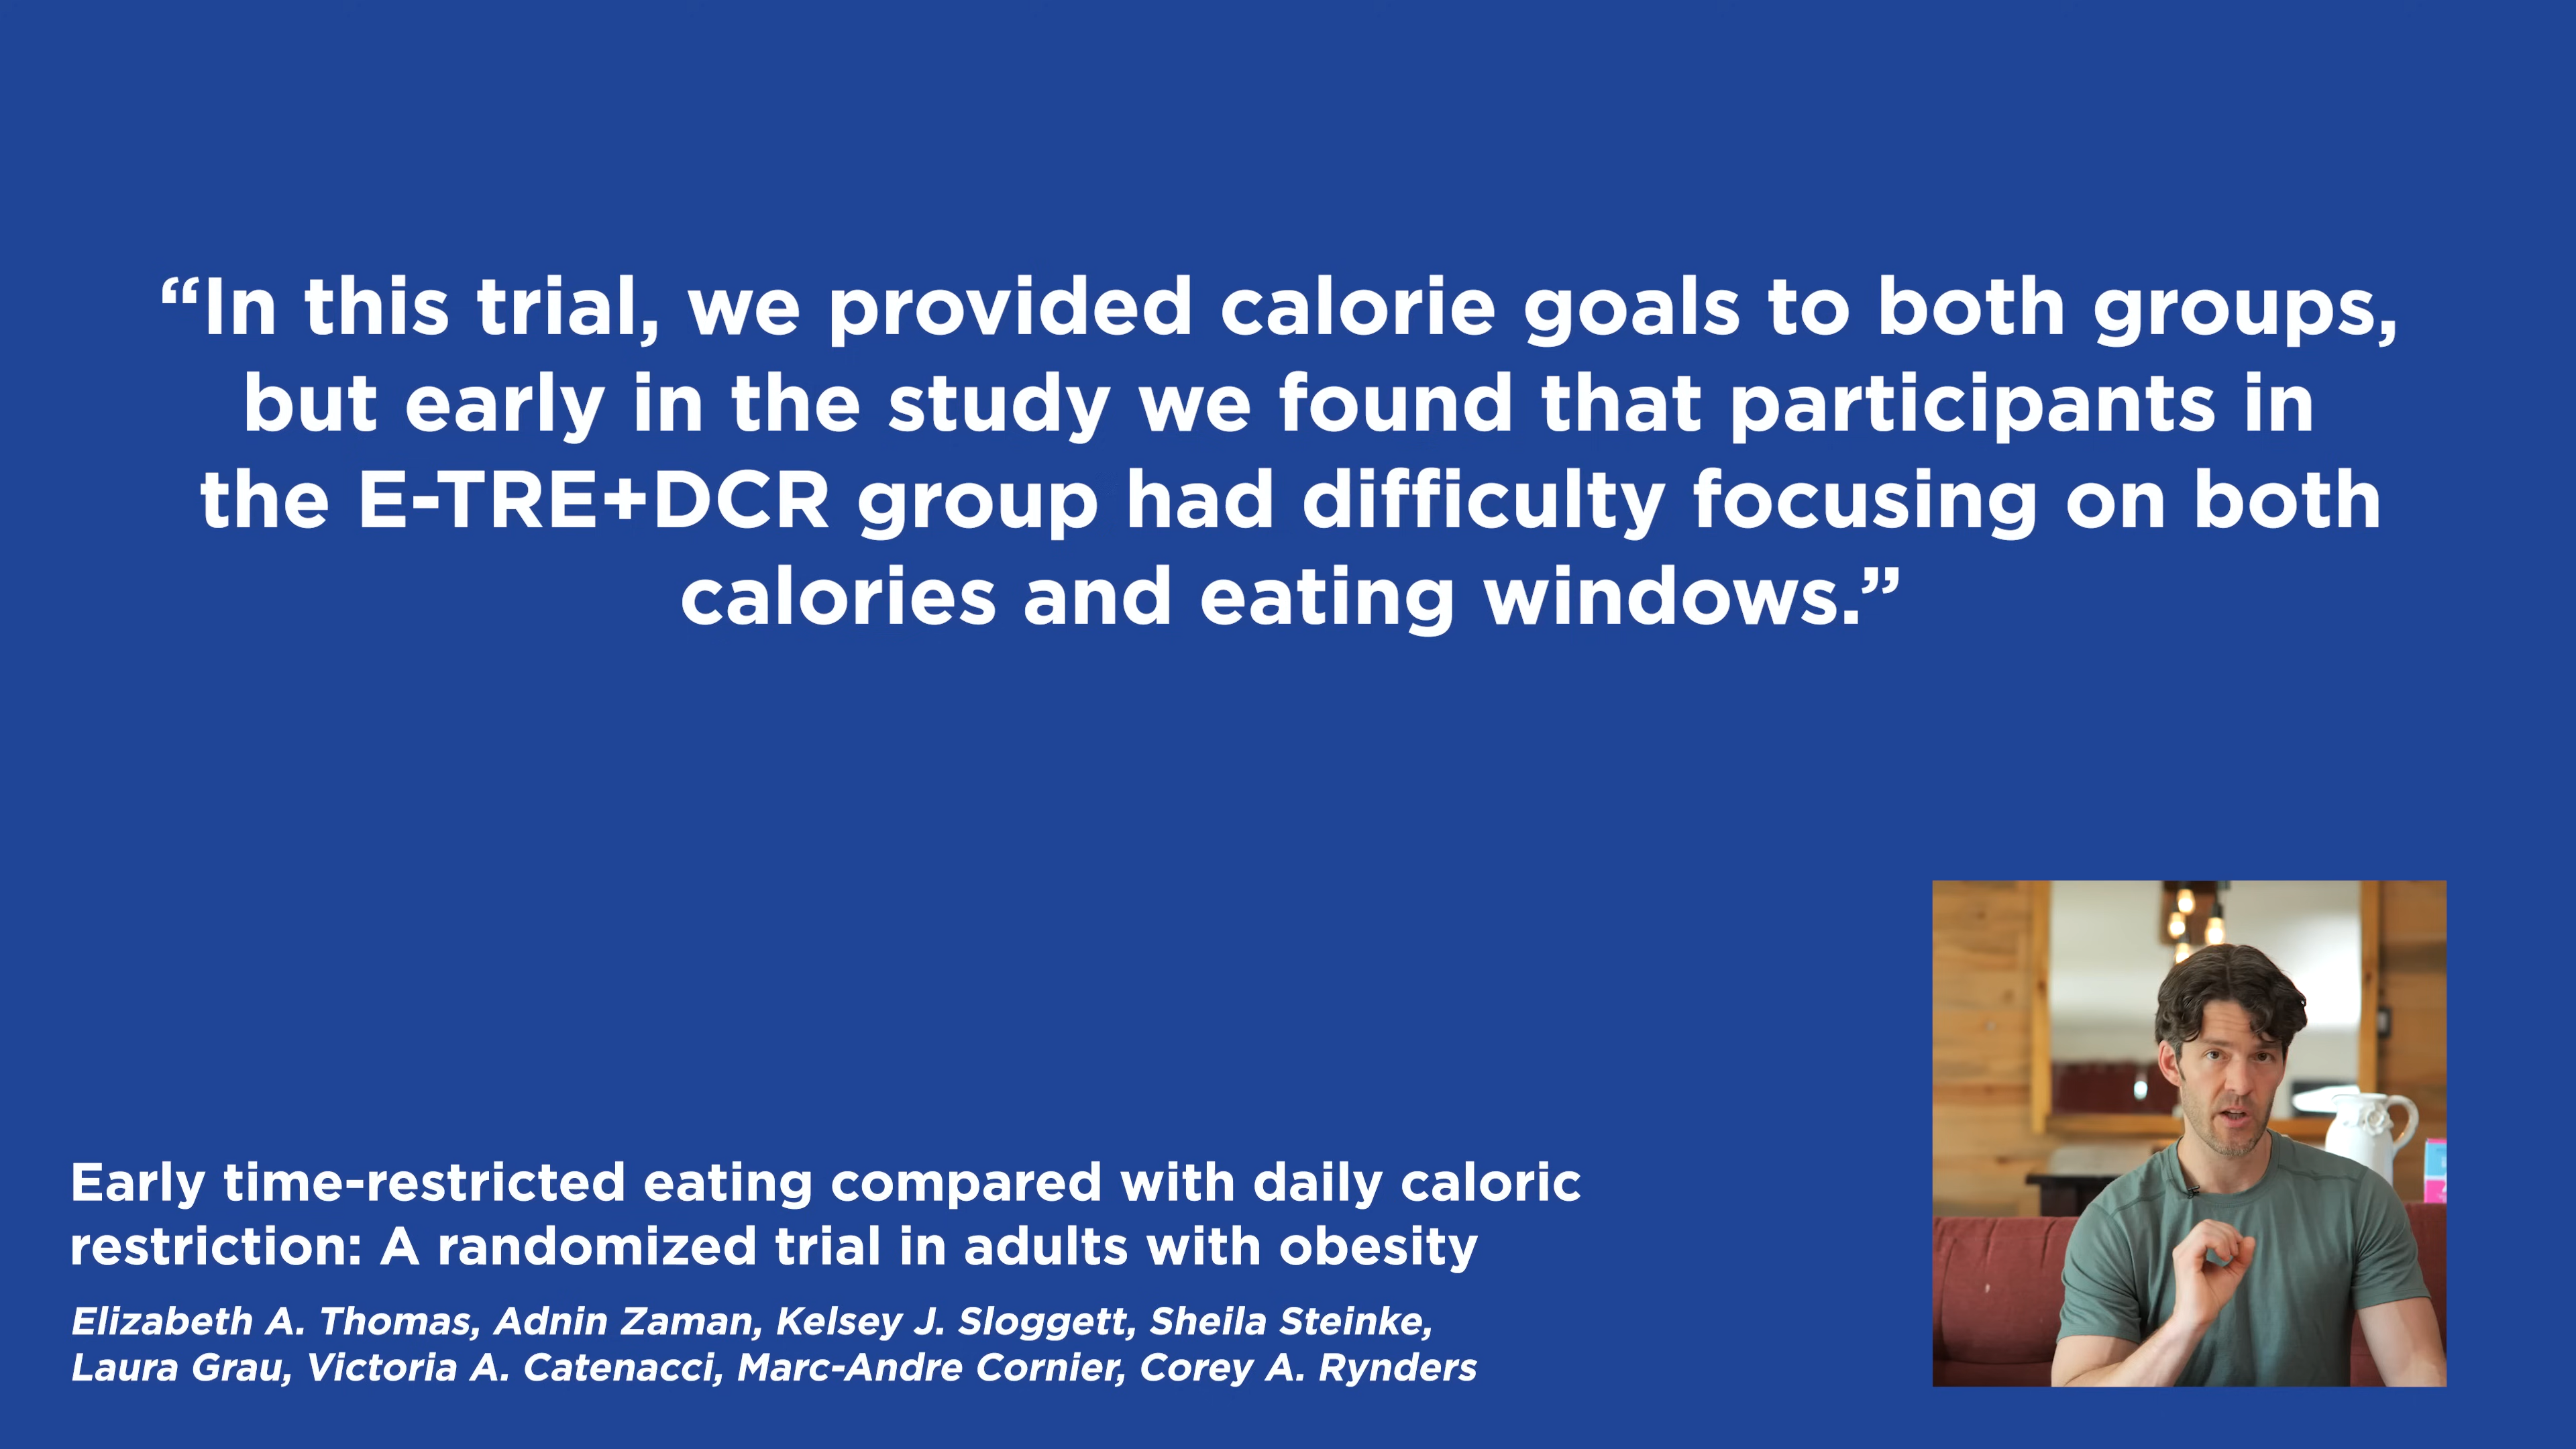 “In this trial, we provided calorie goals to both groups,
but early in the study we found that participants in
the E-TRE+DCR group had difficulty focusing on both
calories and eating windows.”
Early time-restricted eating compared with daily caloric
restriction: A randomized trial in adults with obesity
Elizabeth A. Thomas, Adnin Zaman, Kelsey J. Sloggett, Sheila Steinke,
Laura Grau, Victoria A. Catenacci, Marc-Andre Cornier, Corey A. Rynders